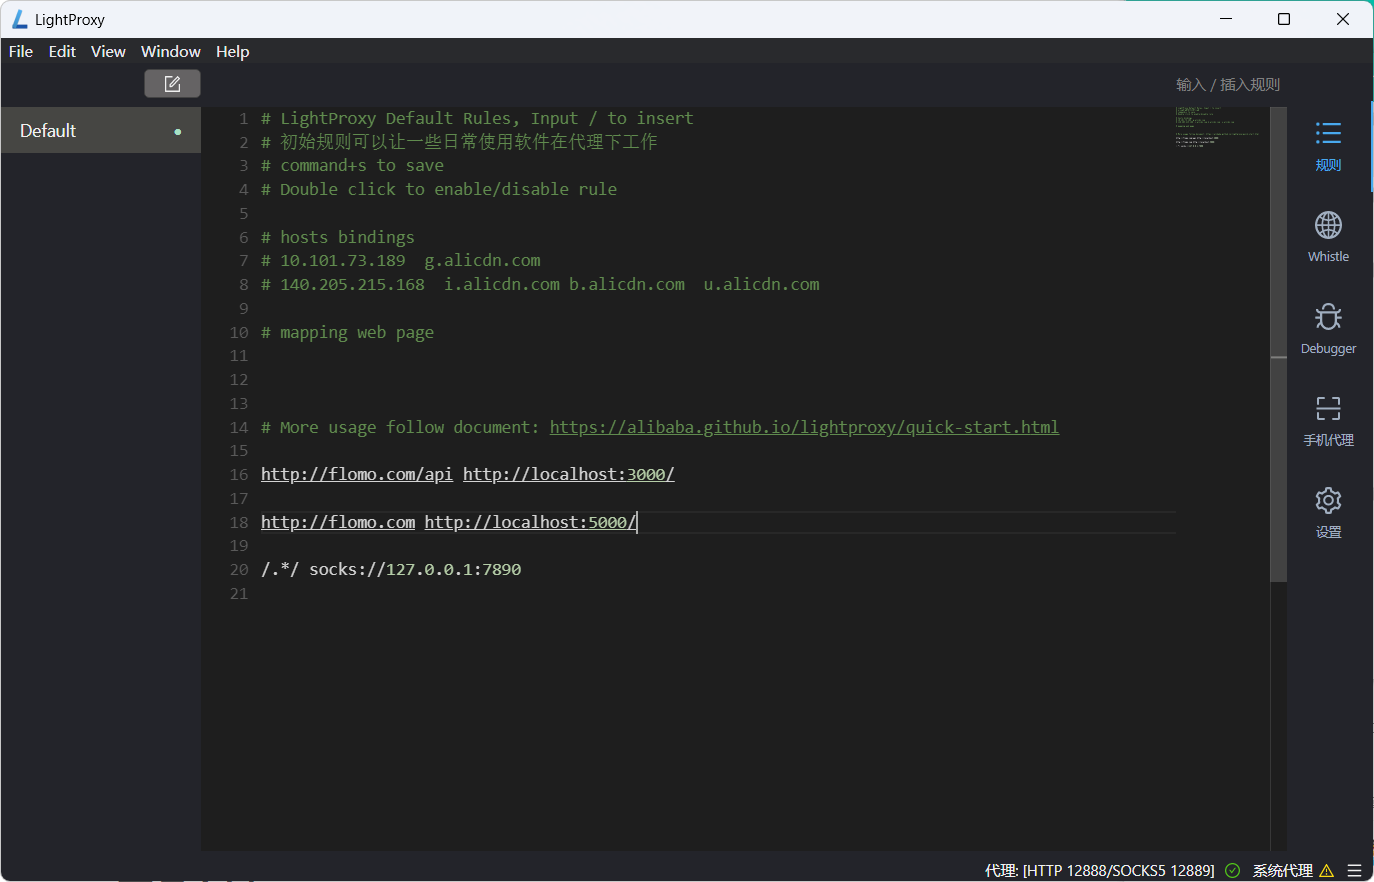 LightProxy
File Edit View Window Help
输入 / 插入规则
Default
1 # LightProxy Default Rules, Input / to insert
2 # 初始规则可以让一些日常使用软件在代理下工作
3 # command+s to save
4 # Double click to enable/disable rule
5
6 # hosts bindings
7 # 10.101.73.189  g.alicdn.com
8 # 140.205.215.168  i.alicdn.com b.alicdn.com  u.alicdn.com
9
10 # mapping web page
11
12
13
14 # More usage follow document: https://alibaba.github.io/lightproxy/quick-start.html
15
16 http://flomo.com/api http://localhost:3000/
17
18 http://flomo.com http://localhost:5000/
19
20 /.*/ socks://127.0.0.1:7890
21
规则
Whistle
Debugger
手机代理
设置
代理: [HTTP 12888/SOCKS5 12889] 系统代理